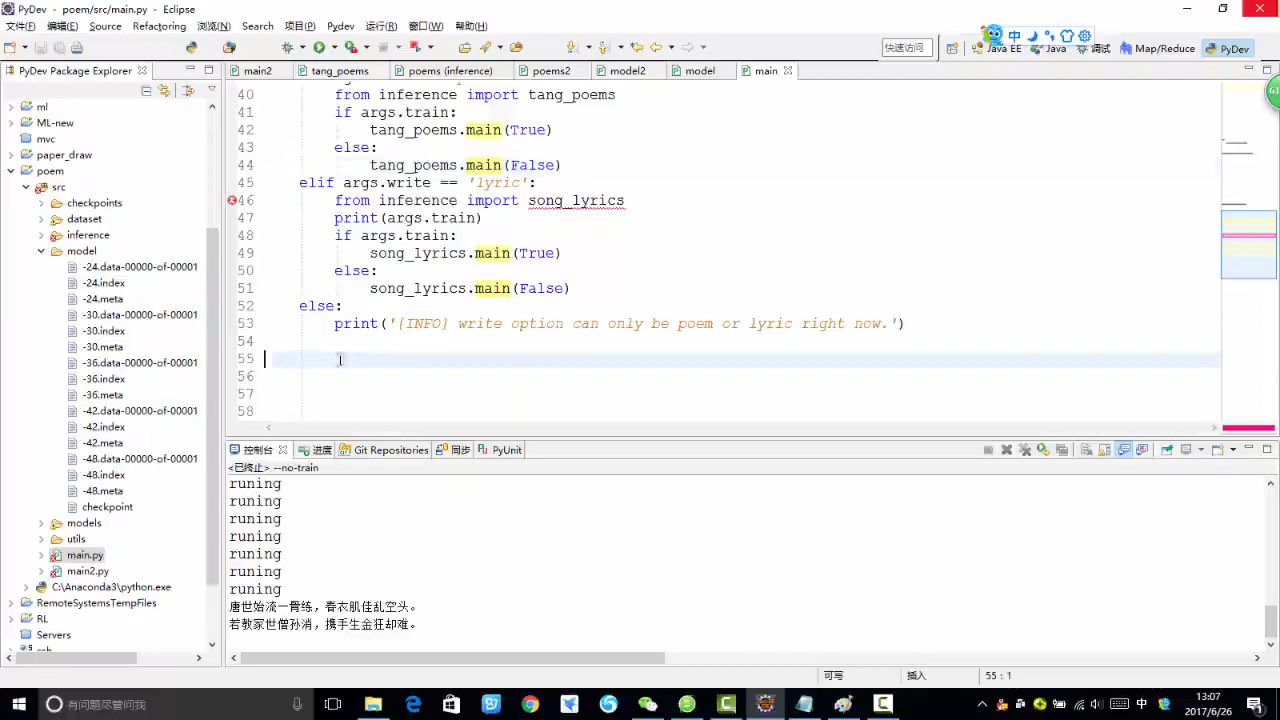 PyDev - poem/src/main.py - Eclipse
文件(F) 编辑(E) Source Refactoring 浏览(N) Search 项目(P) Pydev 运行(R) 窗口(W) 帮助(H)
中
快速访问 Java EE Java 调试 Map/Reduce PyDev
PyDev Package Explorer
main2 tang_poems poems (inference) poems2 model2 model main
ml
ML-new
mvc
paper_draw
poem
src
checkpoints
dataset
inference
model
-24.data-00000-of-00001
-24.index
-24.meta
-30.data-00000-of-00001
-30.index
-30.meta
-36.data-00000-of-00001
-36.index
-36.meta
-42.data-00000-of-00001
-42.index
-42.meta
-48.data-00000-of-00001
-48.index
-48.meta
checkpoint
models
utils
main.py
main2.py
C:\Anaconda3\python.exe
RemoteSystemsTempFiles
RL
Servers
40 from inference import tang_poems
41 if args.train:
42 tang_poems.main(True)
43 else:
44 tang_poems.main(False)
45 elif args.write == 'lyric':
46 from inference import song_lyrics
47 print(args.train)
48 if args.train:
49 song_lyrics.main(True)
50 else:
51 song_lyrics.main(False)
52 else:
53 print('[INFO] write option can only be poem or lyric right now.')
54
55
56
57
58
61
控制台 进度 Git Repositories 同步 PyUnit
<已终止> --no-train
runing
runing
runing
runing
runing
runing
runing
唐世始流一骨练，春衣肌佳乱空头。
若教家世僧孙消，携手生金狂却难。
可写 插入 55 : 1
有问题尽管问我
中
13:07
2017/6/26